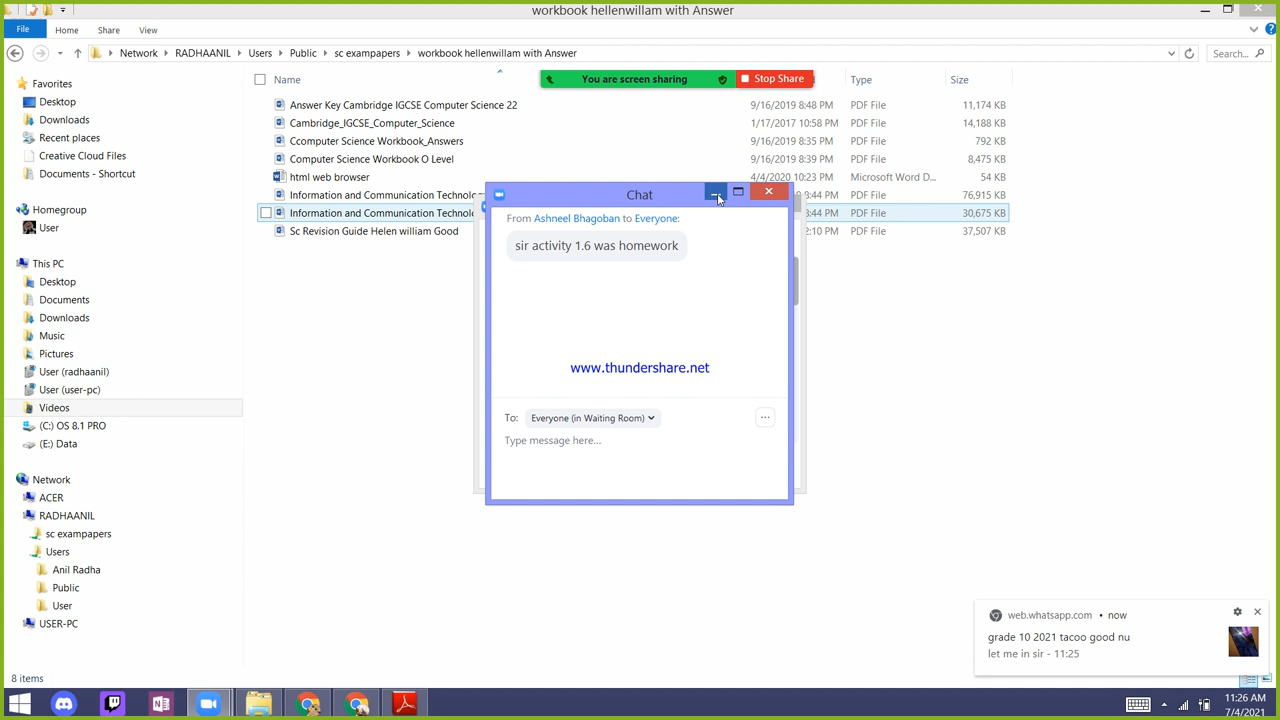 workbook hellenwillam with Answer
File Home Share View
Network RADHAANIL Users Public sc exampapers workbook hellenwillam with Answer
Search...
You are screen sharing Stop Share
Name Type Size
Answer Key Cambridge IGCSE Computer Science 22 9/16/2019 8:48 PM PDF File 11,174 KB
Cambridge_IGCSE_Computer_Science 1/17/2017 10:58 PM PDF File 14,188 KB
Ccomputer Science Workbook_Answers 9/16/2019 8:35 PM PDF File 792 KB
Computer Science Workbook O Level 9/16/2019 8:39 PM PDF File 8,475 KB
html web browser 4/4/2020 10:23 PM Microsoft Word D... 54 KB
Information and Communication Technolo 8:44 PM PDF File 76,915 KB
Information and Communication Technolo 8:44 PM PDF File 30,675 KB
Sc Revision Guide Helen william Good 2:10 PM PDF File 37,507 KB
Favorites
Desktop
Downloads
Recent places
Creative Cloud Files
Documents - Shortcut
Homegroup
User
This PC
Desktop
Documents
Downloads
Music
Pictures
User (radhaanil)
User (user-pc)
Videos
(C:) OS 8.1 PRO
(E:) Data
Network
ACER
RADHAANIL
sc exampapers
Users
Anil Radha
Public
User
USER-PC
8 items
Chat
From Ashneel Bhagoban to Everyone:
sir activity 1.6 was homework
www.thundershare.net
To: Everyone (in Waiting Room)
Type message here...
web.whatsapp.com • now
grade 10 2021 tacoo good nu
let me in sir - 11:25
11:26 AM
7/4/2021